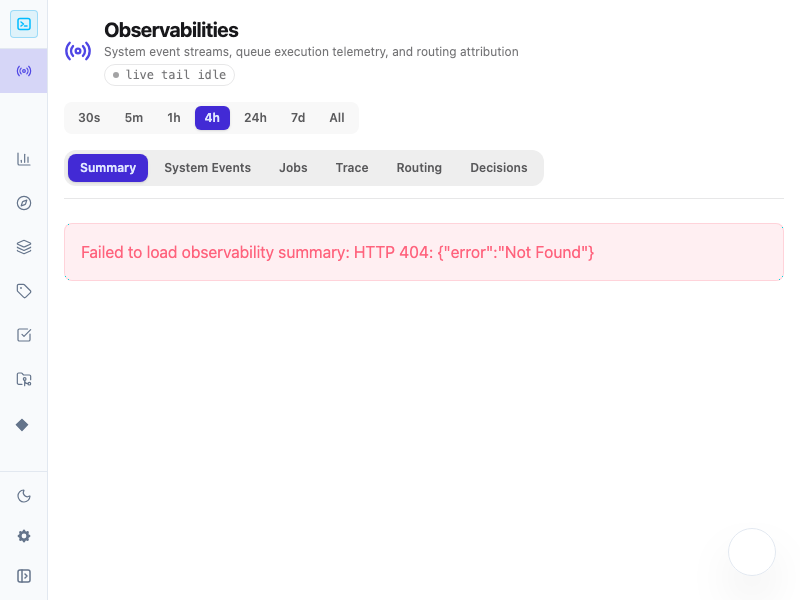 Observabilities
System event streams, queue execution telemetry, and routing attribution
live tail idle
30s 5m 1h 4h 24h 7d All
Summary System Events Jobs Trace Routing Decisions
Failed to load observability summary: HTTP 404: {"error":"Not Found"}